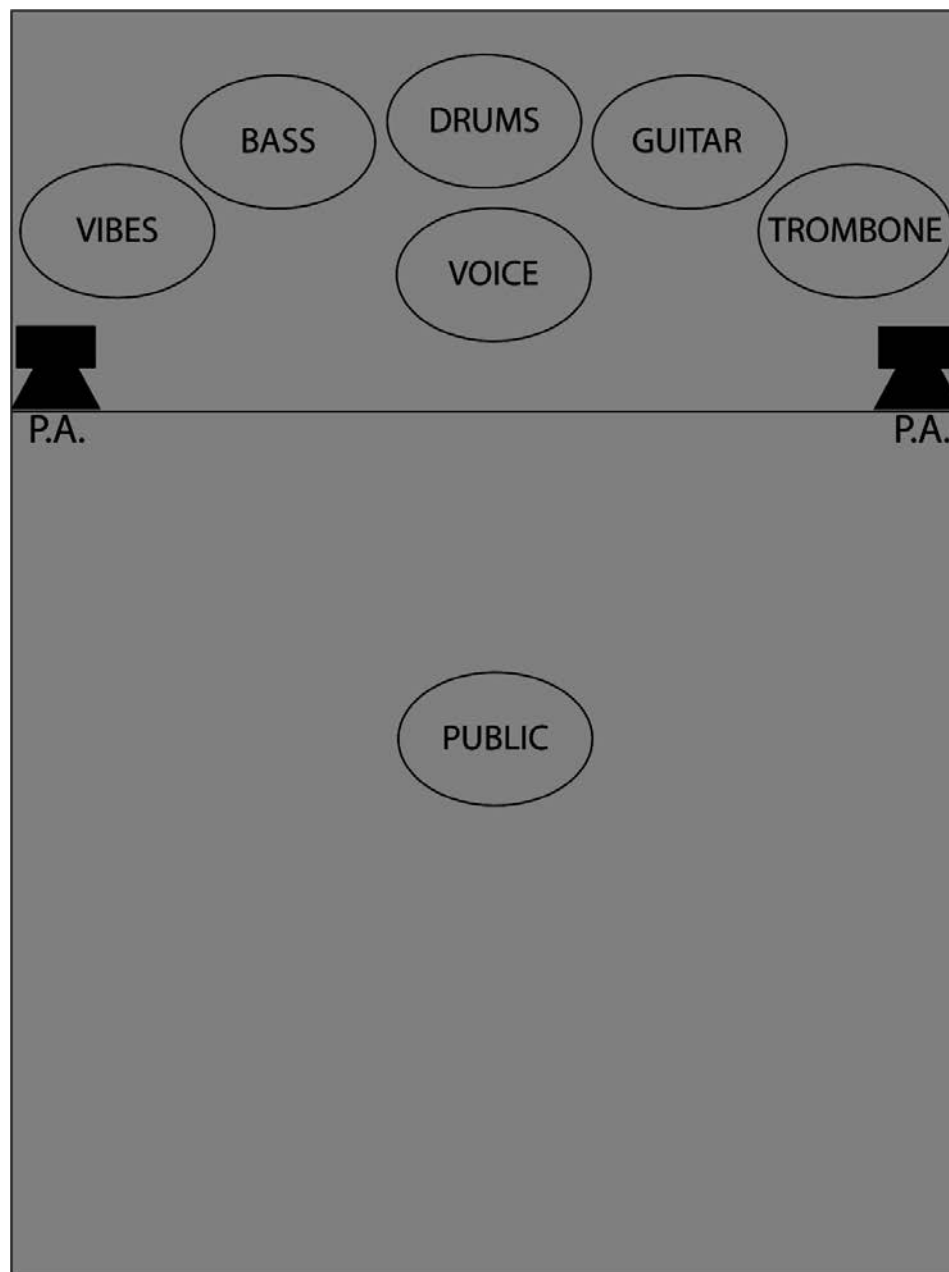 DRUMS
BASS
GUITAR
VIBES
TROMBONE
VOICE
P.A.
P.A.
PUBLIC